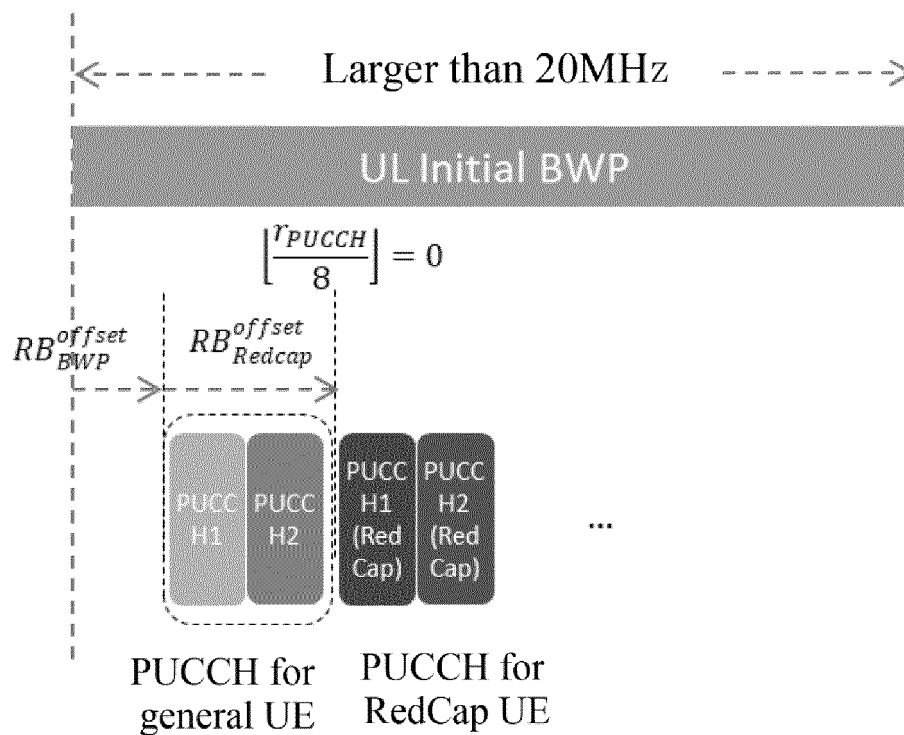 Larger than 20MHz
UL Initial BWP
⌊r_PUCCH/8⌋ = 0
RB_BWP^offset
RB_Redcap^offset
PUCC
H1
PUCC
H2
PUCC
H1
(Red
Cap)
PUCC
H2
(Red
Cap)
...
PUCCH for
general UE
PUCCH for
RedCap UE